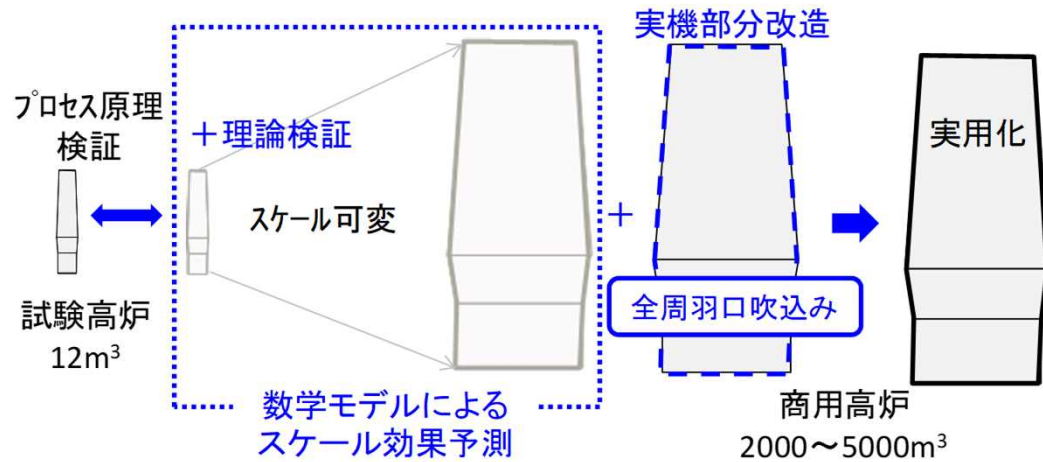 プロセス原理
検証
試験高炉
12m³
＋理論検証
スケール可変
数学モデルによる
スケール効果予測
＋
実機部分改造
全周羽口吹込み
実用化
商用高炉
2000～5000m³